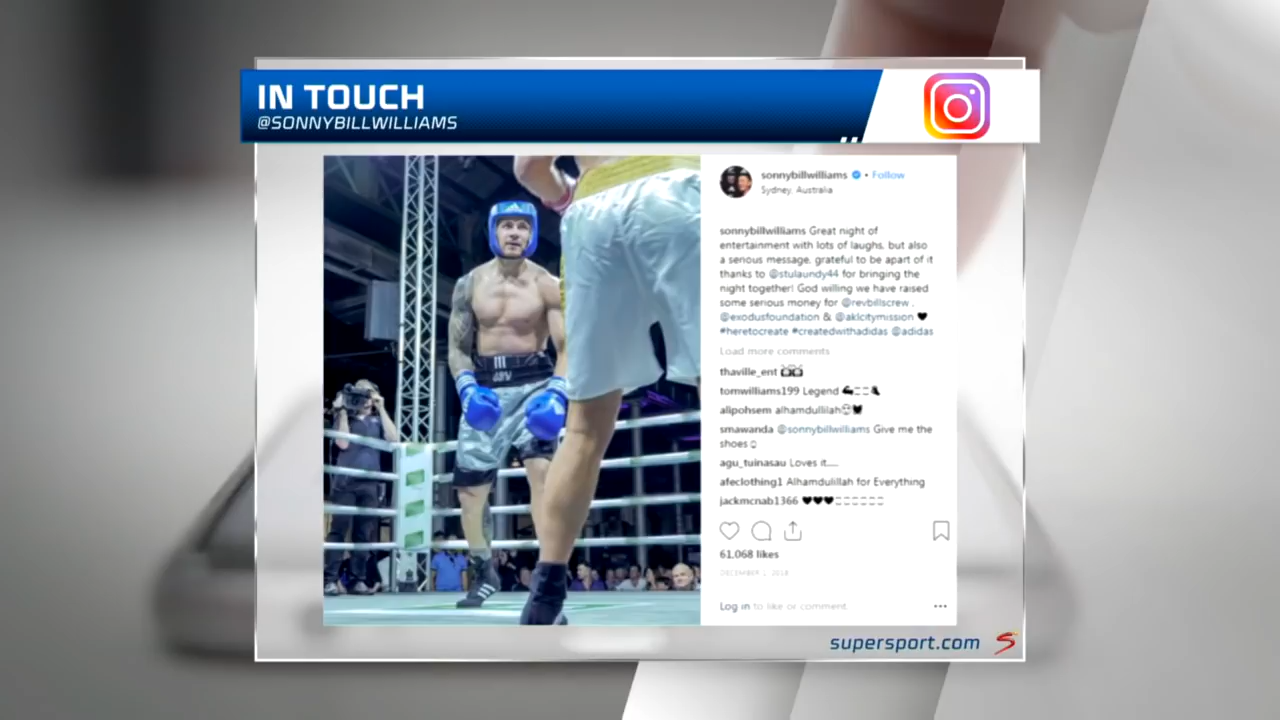 IN TOUCH
@SONNYBILLWILLIAMS
sonnybillwilliams • Follow
Sydney, Australia
sonnybillwilliams Great night of
entertainment with lots of laughs, but also
a serious message, grateful to be apart of it
thanks to @stulaundy44 for bringing the
night together! God willing we have raised
some serious money for @revbillscrew .
@exodusfoundation & @aklcitymission 🖤
#heretocreate #createdwithadidas @adidas
Load more comments
thaville_ent
tomwilliams199 Legend
alipohsem alhamdullilah
smawanda @sonnybillwilliams Give me the
shoes
agu_tuinasau Loves it.....
afeclothing1 Alhamdulillah for Everything
jackmcnab1366 🖤🖤🖤
61,068 likes
DECEMBER 1, 2018
Log in to like or comment.
supersport.com